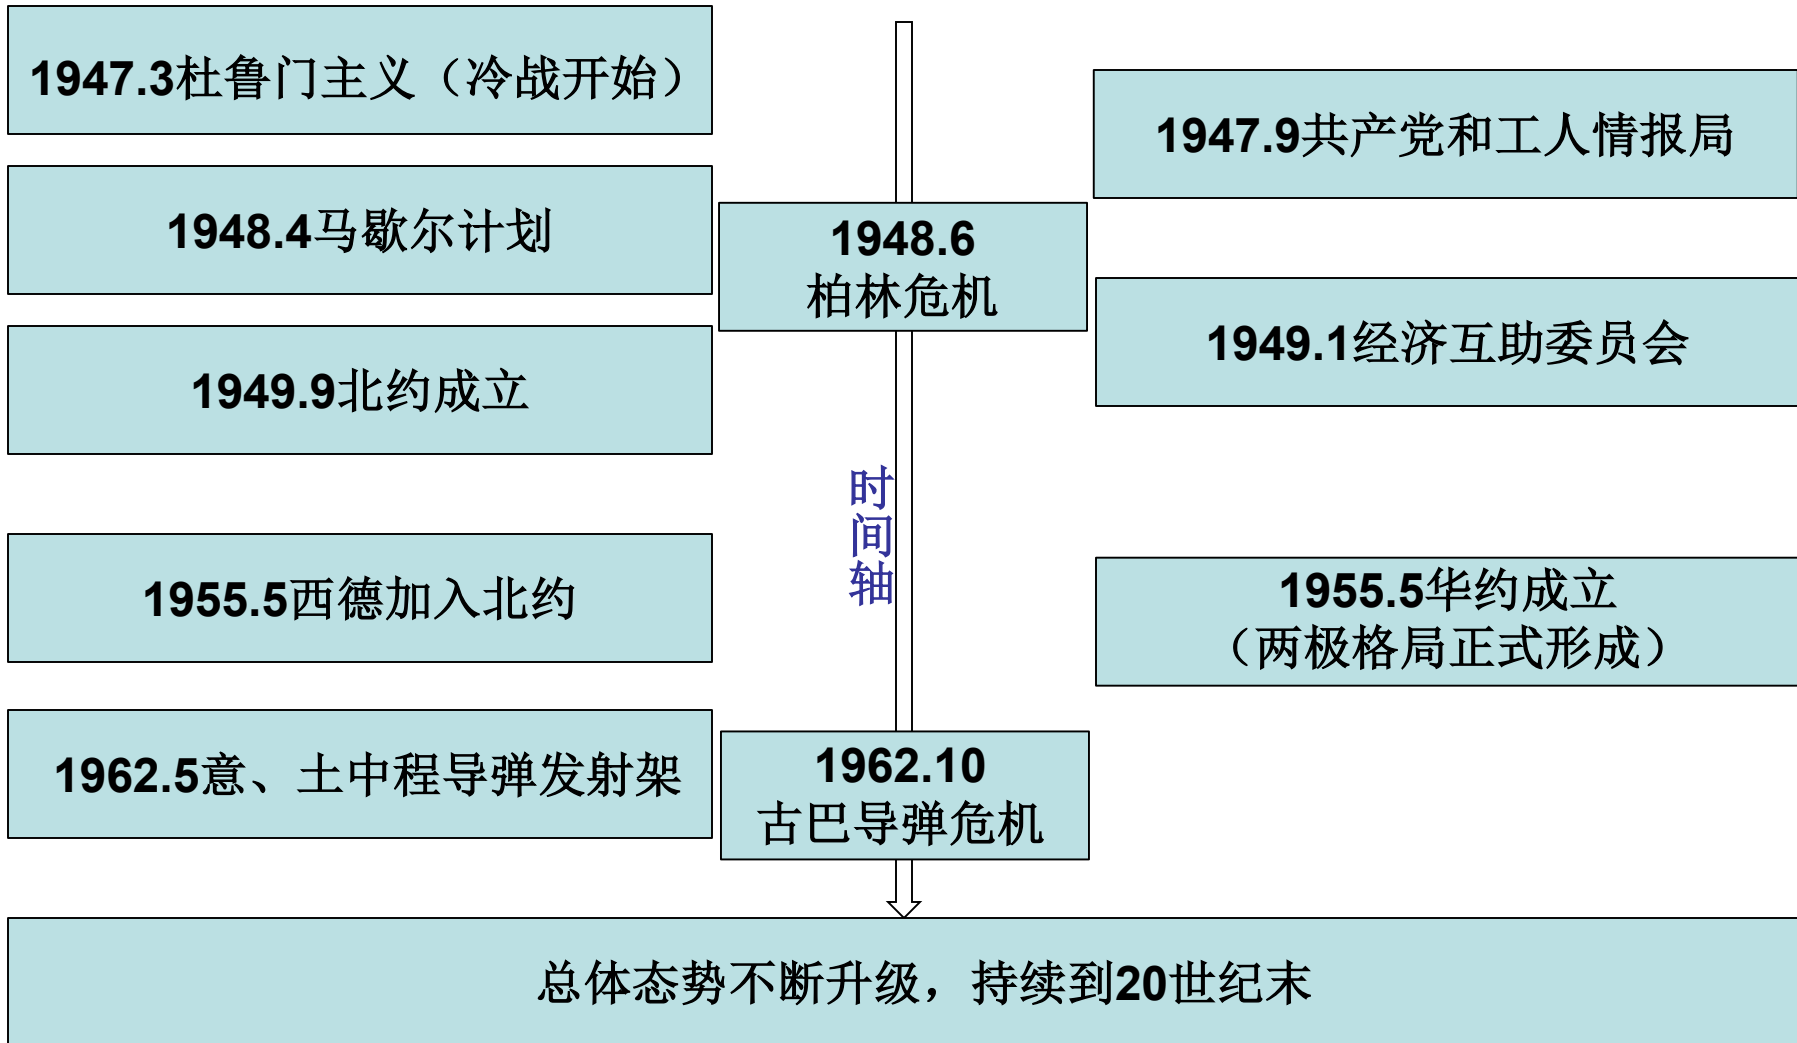 1947.3杜鲁门主义（冷战开始）
1947.9共产党和工人情报局
1948.4马歇尔计划
1948.6
柏林危机
1949.1经济互助委员会
1949.9北约成立
时间轴
1955.5西德加入北约
1955.5华约成立
（两极格局正式形成）
1962.5意、土中程导弹发射架
1962.10
古巴导弹危机
总体态势不断升级，持续到20世纪末